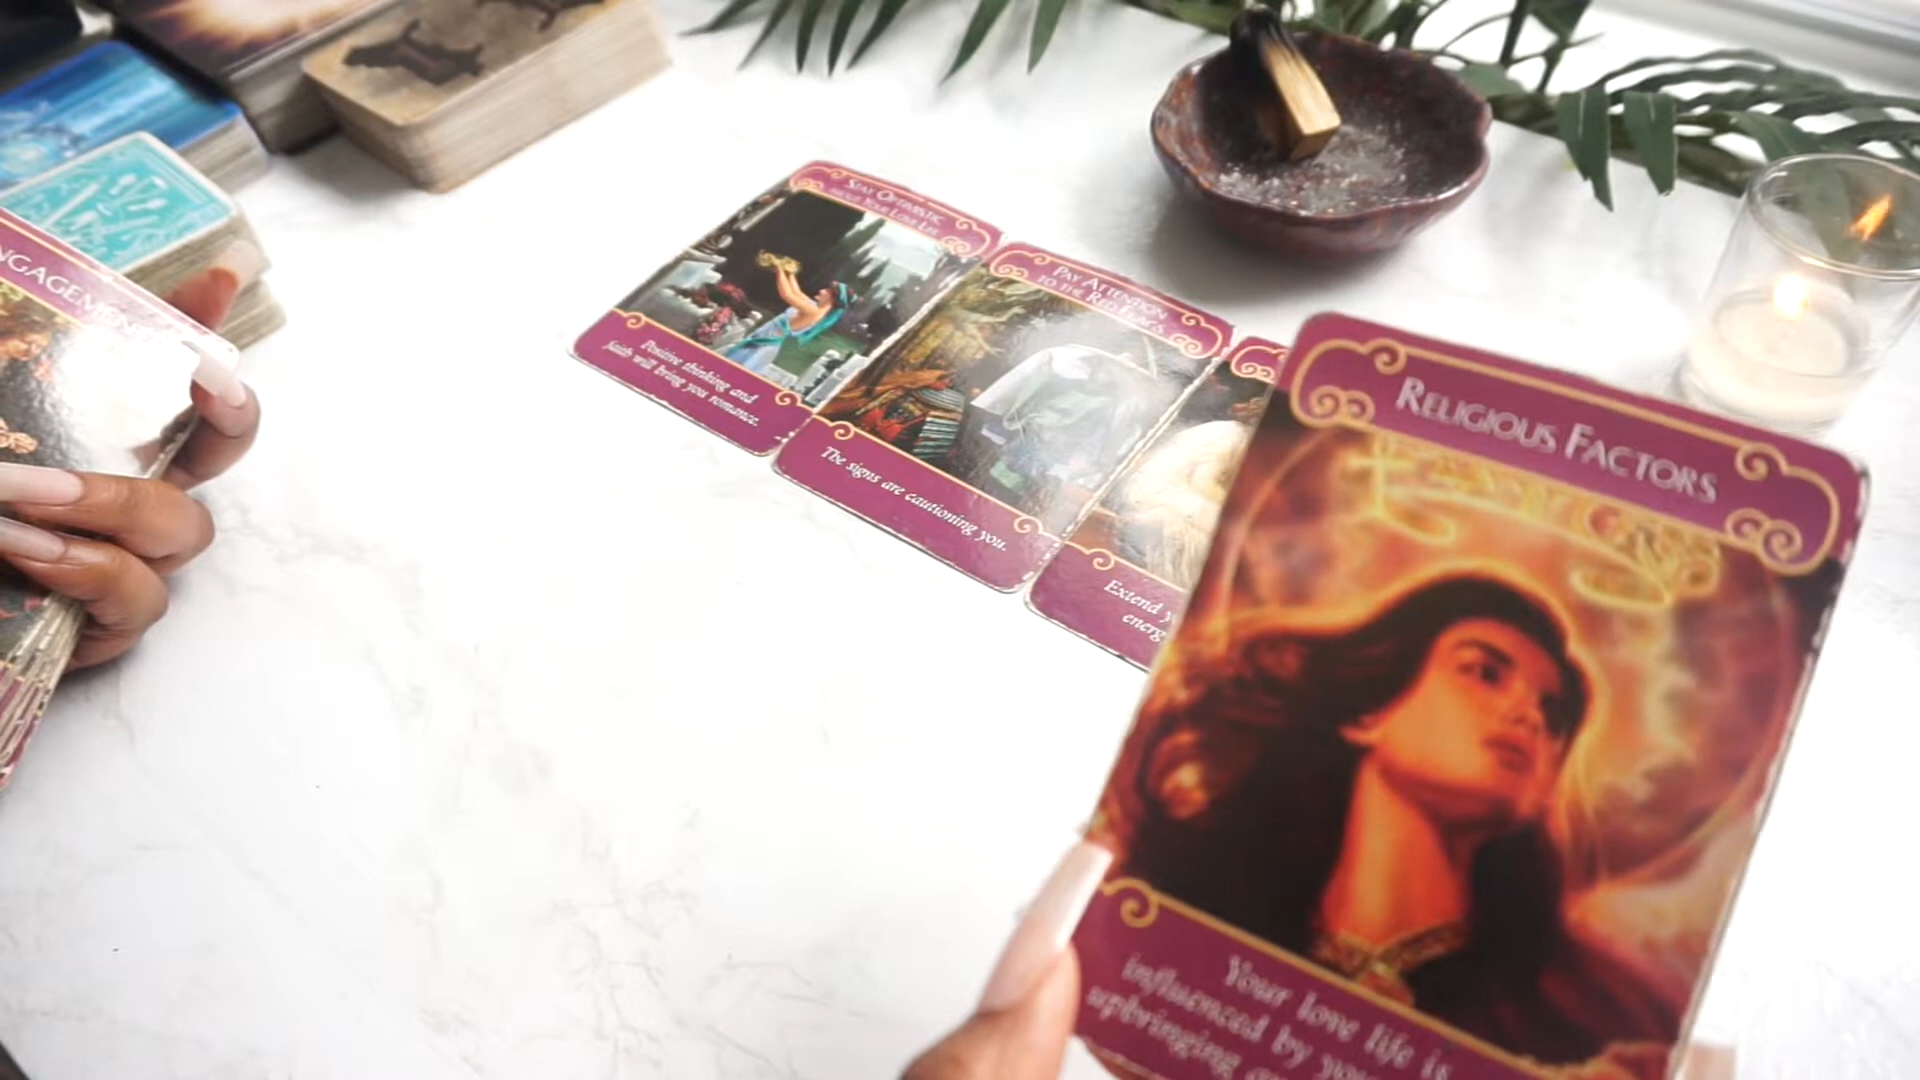 NGAGEMEN
Stay Optimistic
About Your Love Life
Positive thinking and
faith will bring you romance.
Pay Attention
to the Red Flags
The signs are cautioning you.
Extend
energ
Religious Factors
Your love life is
influenced by your
upbringing